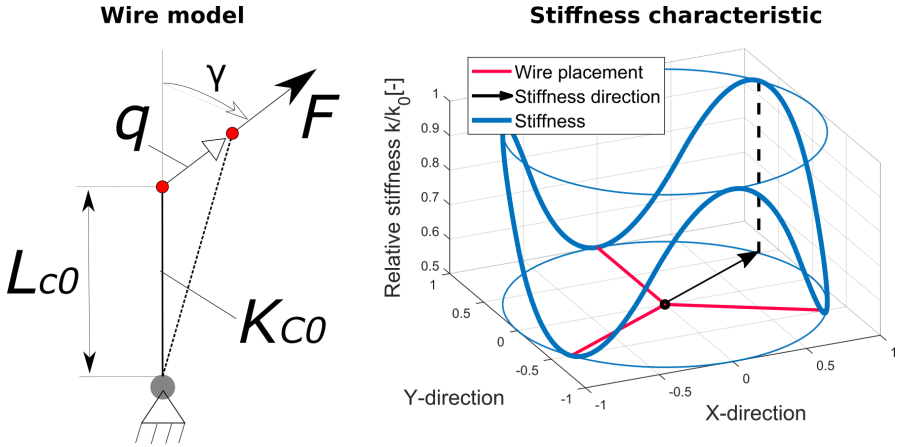 Wire model
γ
q
F
Lc0
KC0
Stiffness characteristic
Wire placement
Stiffness direction
Stiffness
Relative stiffness k/k0[-]
1
0.9
0.8
0.7
0.6
0.5
1
0.5
0
-0.5
-1
Y-direction
-1
-0.5
0
0.5
1
X-direction